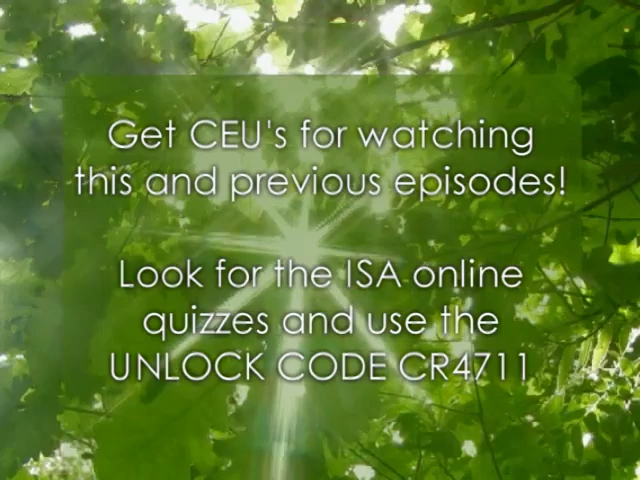 Get CEU's for watching
this and previous episodes!
Look for the ISA online
quizzes and use the
UNLOCK CODE CR4711